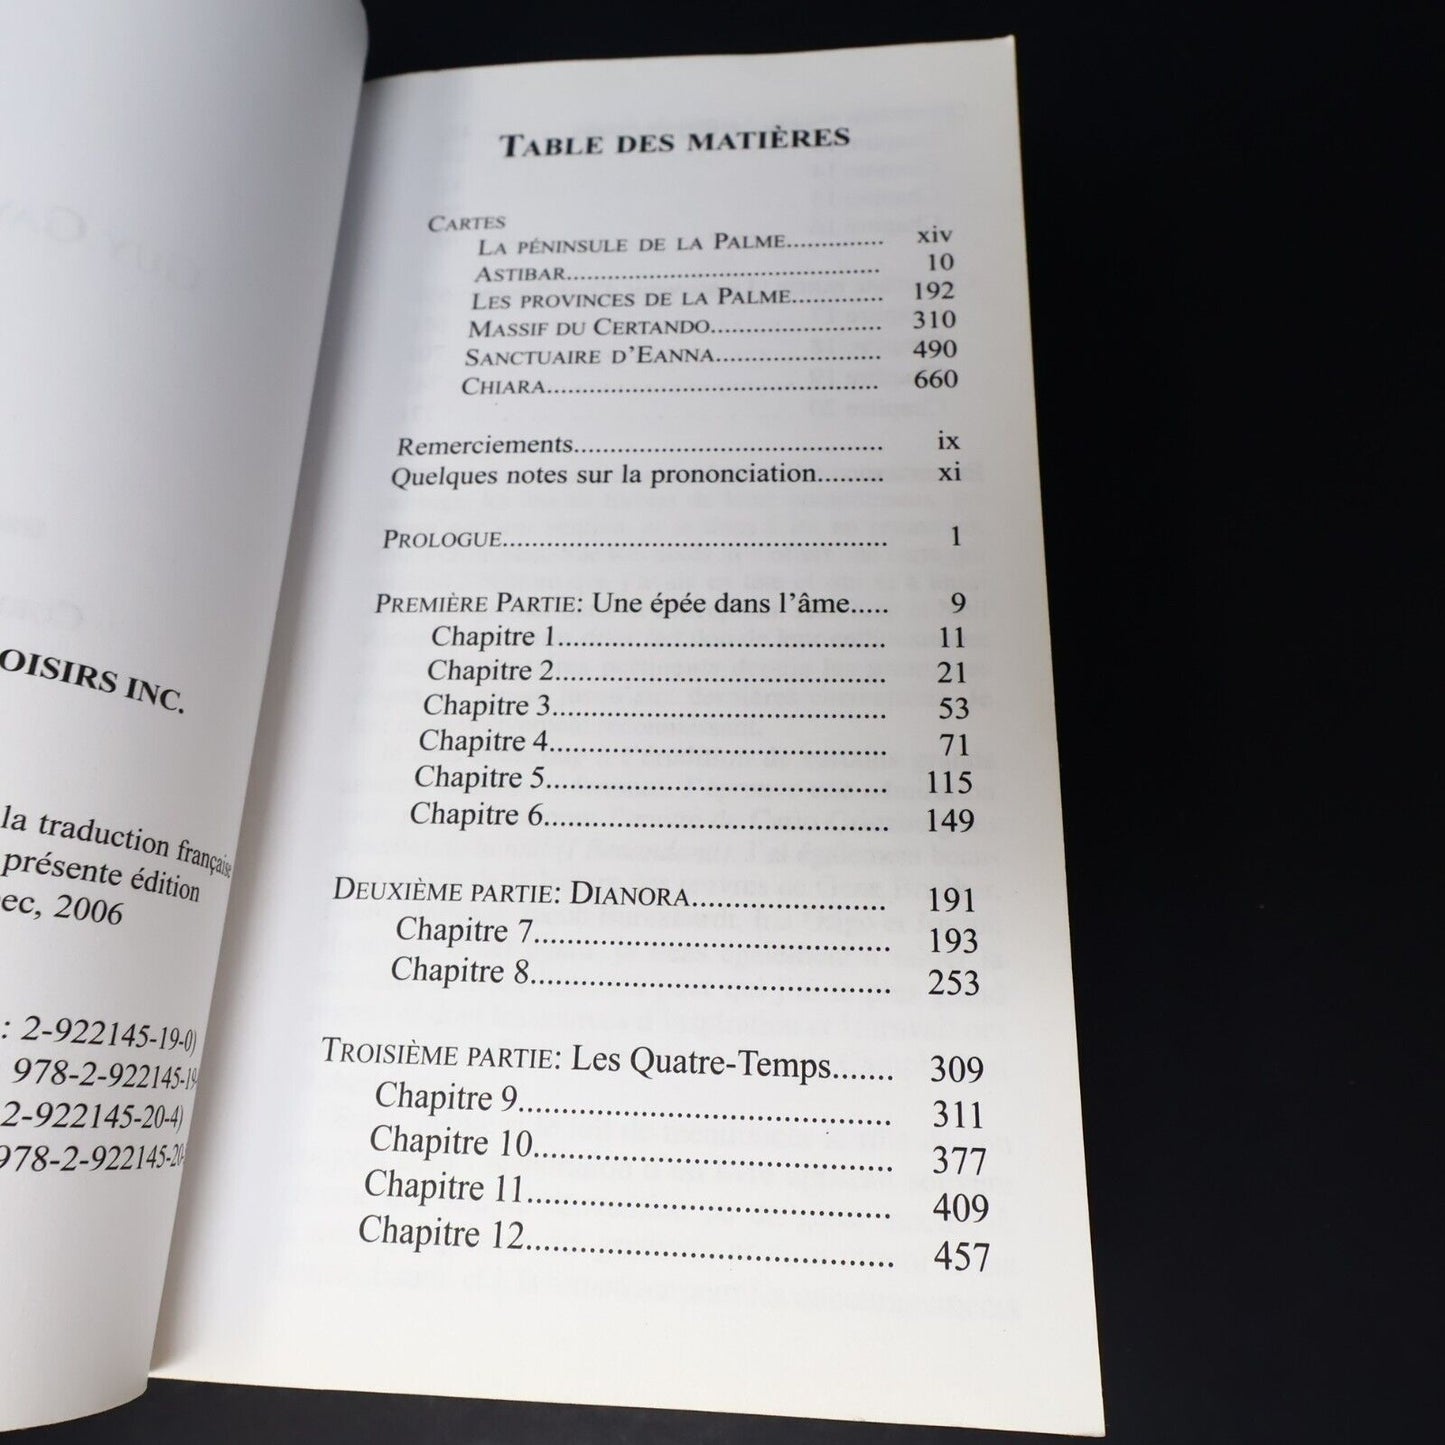 OISIRS INC.
la traduction française
présente édition
ec, 2006
: 2-922145-19-0)
978-2-922145-19-
2-922145-20-4)
978-2-922145-20-
TABLE DES MATIÈRES
CARTES
LA PÉNINSULE DE LA PALME.............. xiv
ASTIBAR............................................. 10
LES PROVINCES DE LA PALME............. 192
MASSIF DU CERTANDO........................ 310
SANCTUAIRE D'EANNA....................... 490
CHIARA................................................ 660
Remerciements............................................ ix
Quelques notes sur la prononciation......... xi
PROLOGUE..................................................... 1
PREMIÈRE PARTIE: Une épée dans l'âme..... 9
Chapitre 1............................................. 11
Chapitre 2............................................. 21
Chapitre 3............................................. 53
Chapitre 4............................................. 71
Chapitre 5............................................. 115
Chapitre 6............................................. 149
DEUXIÈME PARTIE: DIANORA......................... 191
Chapitre 7............................................... 193
Chapitre 8............................................... 253
TROISIÈME PARTIE: Les Quatre-Temps....... 309
Chapitre 9................................................ 311
Chapitre 10.............................................. 377
Chapitre 11.............................................. 409
Chapitre 12.............................................. 457